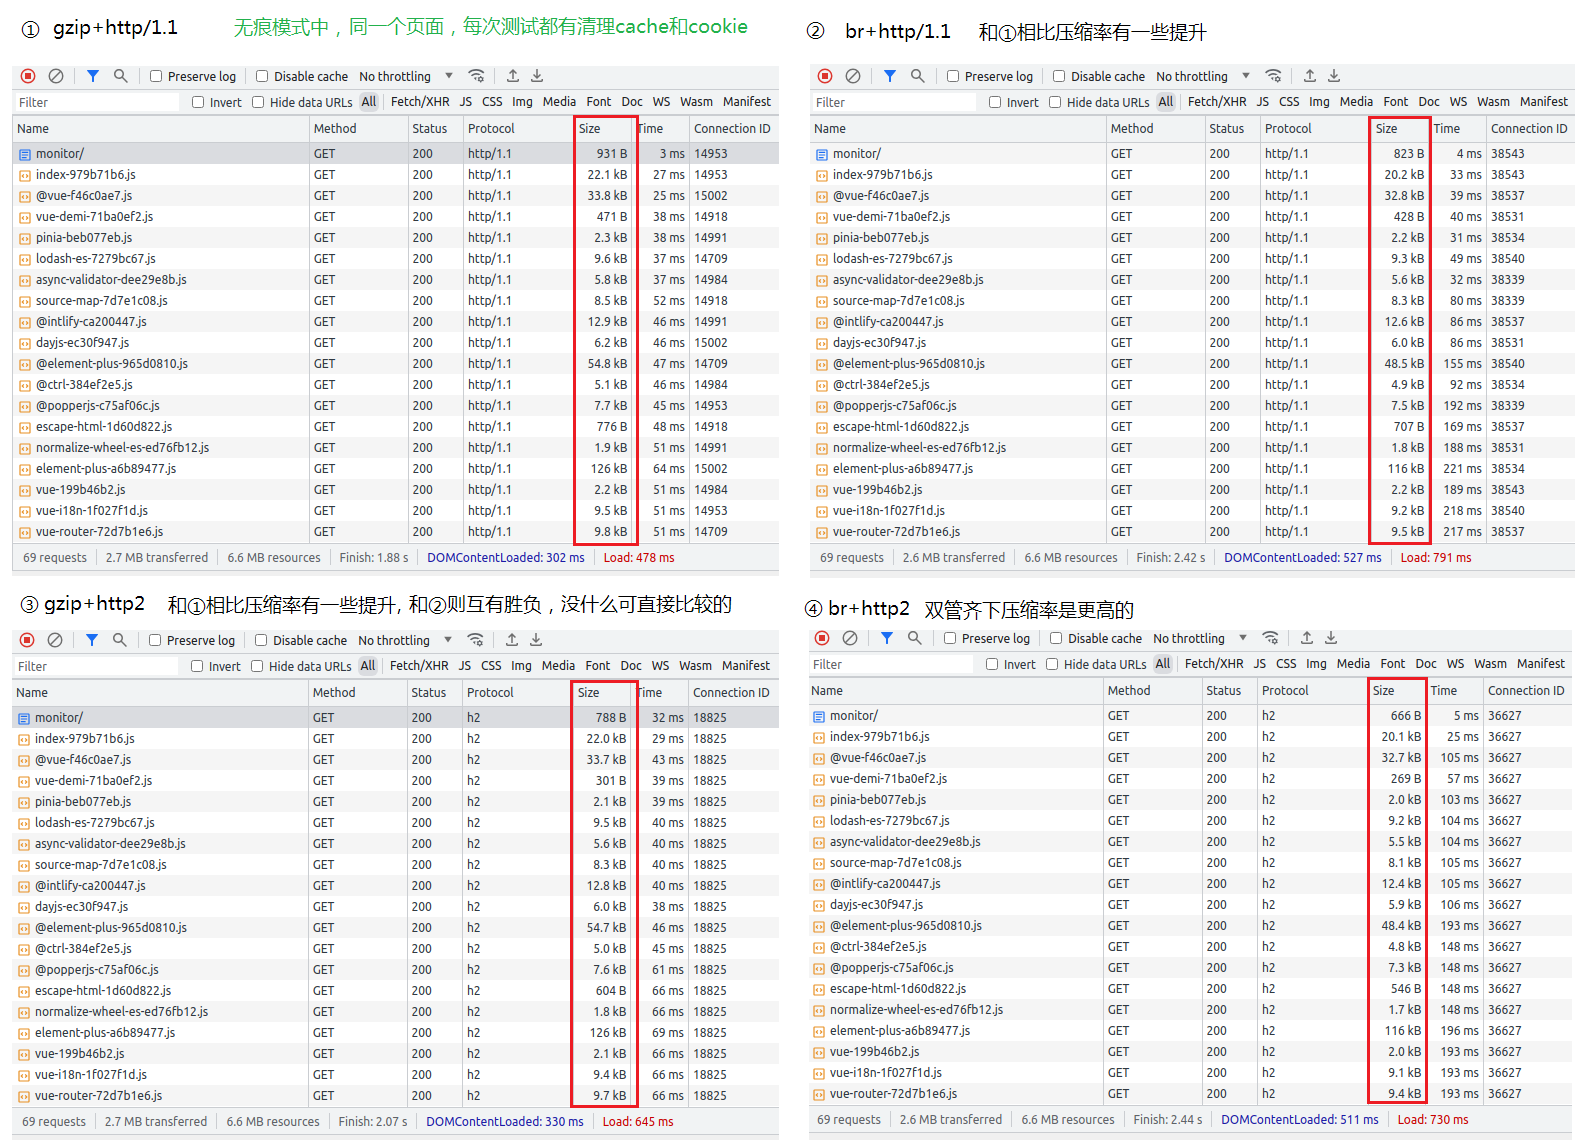 ① gzip+http/1.1 无痕模式中，同一个页面，每次测试都有清理cache和cookie
Preserve log Disable cache No throttling
Filter Invert Hide data URLs All Fetch/XHR JS CSS Img Media Font Doc WS Wasm Manifest
Name Method Status Protocol Size Time Connection ID
monitor/ GET 200 http/1.1 931 B 3 ms 14953
index-979b71b6.js GET 200 http/1.1 22.1 kB 27 ms 14953
@vue-f46c0ae7.js GET 200 http/1.1 33.8 kB 25 ms 15002
vue-demi-71ba0ef2.js GET 200 http/1.1 471 B 38 ms 14918
pinia-beb077eb.js GET 200 http/1.1 2.3 kB 38 ms 14991
lodash-es-7279bc67.js GET 200 http/1.1 9.6 kB 37 ms 14709
async-validator-dee29e8b.js GET 200 http/1.1 5.8 kB 37 ms 14984
source-map-7d7e1c08.js GET 200 http/1.1 8.5 kB 52 ms 14918
@intlify-ca200447.js GET 200 http/1.1 12.9 kB 46 ms 14991
dayjs-ec30f947.js GET 200 http/1.1 6.2 kB 46 ms 15002
@element-plus-965d0810.js GET 200 http/1.1 54.8 kB 47 ms 14709
@ctrl-384ef2e5.js GET 200 http/1.1 5.1 kB 46 ms 14984
@popperjs-c75af06c.js GET 200 http/1.1 7.7 kB 45 ms 14953
escape-html-1d60d822.js GET 200 http/1.1 776 B 48 ms 14918
normalize-wheel-es-ed76fb12.js GET 200 http/1.1 1.9 kB 51 ms 14991
element-plus-a6b89477.js GET 200 http/1.1 126 kB 64 ms 15002
vue-199b46b2.js GET 200 http/1.1 2.2 kB 51 ms 14984
vue-i18n-1f027f1d.js GET 200 http/1.1 9.5 kB 51 ms 14953
vue-router-72d7b1e6.js GET 200 http/1.1 9.8 kB 51 ms 14709
69 requests 2.7 MB transferred 6.6 MB resources Finish: 1.88 s DOMContentLoaded: 302 ms Load: 478 ms
② br+http/1.1 和①相比压缩率有一些提升
Preserve log Disable cache No throttling
Filter Invert Hide data URLs All Fetch/XHR JS CSS Img Media Font Doc WS Wasm Manifest
Name Method Status Protocol Size Time Connection ID
monitor/ GET 200 http/1.1 823 B 4 ms 38543
index-979b71b6.js GET 200 http/1.1 20.2 kB 33 ms 38543
@vue-f46c0ae7.js GET 200 http/1.1 32.8 kB 39 ms 38537
vue-demi-71ba0ef2.js GET 200 http/1.1 428 B 40 ms 38531
pinia-beb077eb.js GET 200 http/1.1 2.2 kB 31 ms 38534
lodash-es-7279bc67.js GET 200 http/1.1 9.3 kB 49 ms 38540
async-validator-dee29e8b.js GET 200 http/1.1 5.6 kB 32 ms 38339
source-map-7d7e1c08.js GET 200 http/1.1 8.3 kB 80 ms 38339
@intlify-ca200447.js GET 200 http/1.1 12.6 kB 86 ms 38537
dayjs-ec30f947.js GET 200 http/1.1 6.0 kB 86 ms 38531
@element-plus-965d0810.js GET 200 http/1.1 48.5 kB 155 ms 38540
@ctrl-384ef2e5.js GET 200 http/1.1 4.9 kB 92 ms 38534
@popperjs-c75af06c.js GET 200 http/1.1 7.5 kB 192 ms 38339
escape-html-1d60d822.js GET 200 http/1.1 707 B 169 ms 38537
normalize-wheel-es-ed76fb12.js GET 200 http/1.1 1.8 kB 188 ms 38531
element-plus-a6b89477.js GET 200 http/1.1 116 kB 221 ms 38534
vue-199b46b2.js GET 200 http/1.1 2.2 kB 189 ms 38543
vue-i18n-1f027f1d.js GET 200 http/1.1 9.2 kB 218 ms 38540
vue-router-72d7b1e6.js GET 200 http/1.1 9.5 kB 217 ms 38537
69 requests 2.6 MB transferred 6.6 MB resources Finish: 2.42 s DOMContentLoaded: 527 ms Load: 791 ms
③ gzip+http2 和①相比压缩率有一些提升, 和②则互有胜负，没什么可直接比较的
Preserve log Disable cache No throttling
Filter Invert Hide data URLs All Fetch/XHR JS CSS Img Media Font Doc WS Wasm Manifest
Name Method Status Protocol Size Time Connection ID
monitor/ GET 200 h2 788 B 32 ms 18825
index-979b71b6.js GET 200 h2 22.0 kB 29 ms 18825
@vue-f46c0ae7.js GET 200 h2 33.7 kB 43 ms 18825
vue-demi-71ba0ef2.js GET 200 h2 301 B 39 ms 18825
pinia-beb077eb.js GET 200 h2 2.1 kB 39 ms 18825
lodash-es-7279bc67.js GET 200 h2 9.5 kB 40 ms 18825
async-validator-dee29e8b.js GET 200 h2 5.6 kB 40 ms 18825
source-map-7d7e1c08.js GET 200 h2 8.3 kB 40 ms 18825
@intlify-ca200447.js GET 200 h2 12.8 kB 40 ms 18825
dayjs-ec30f947.js GET 200 h2 6.0 kB 38 ms 18825
@element-plus-965d0810.js GET 200 h2 54.7 kB 46 ms 18825
@ctrl-384ef2e5.js GET 200 h2 5.0 kB 45 ms 18825
@popperjs-c75af06c.js GET 200 h2 7.6 kB 61 ms 18825
escape-html-1d60d822.js GET 200 h2 604 B 66 ms 18825
normalize-wheel-es-ed76fb12.js GET 200 h2 1.8 kB 66 ms 18825
element-plus-a6b89477.js GET 200 h2 126 kB 69 ms 18825
vue-199b46b2.js GET 200 h2 2.1 kB 66 ms 18825
vue-i18n-1f027f1d.js GET 200 h2 9.4 kB 66 ms 18825
vue-router-72d7b1e6.js GET 200 h2 9.7 kB 66 ms 18825
69 requests 2.7 MB transferred 6.6 MB resources Finish: 2.07 s DOMContentLoaded: 330 ms Load: 645 ms
④ br+http2 双管齐下压缩率是更高的
Preserve log Disable cache No throttling
Filter Invert Hide data URLs All Fetch/XHR JS CSS Img Media Font Doc WS Wasm Manifest
Name Method Status Protocol Size Time Connection ID
monitor/ GET 200 h2 666 B 5 ms 36627
index-979b71b6.js GET 200 h2 20.1 kB 25 ms 36627
@vue-f46c0ae7.js GET 200 h2 32.7 kB 105 ms 36627
vue-demi-71ba0ef2.js GET 200 h2 269 B 57 ms 36627
pinia-beb077eb.js GET 200 h2 2.0 kB 103 ms 36627
lodash-es-7279bc67.js GET 200 h2 9.2 kB 104 ms 36627
async-validator-dee29e8b.js GET 200 h2 5.5 kB 104 ms 36627
source-map-7d7e1c08.js GET 200 h2 8.1 kB 105 ms 36627
@intlify-ca200447.js GET 200 h2 12.4 kB 105 ms 36627
dayjs-ec30f947.js GET 200 h2 5.9 kB 106 ms 36627
@element-plus-965d0810.js GET 200 h2 48.4 kB 193 ms 36627
@ctrl-384ef2e5.js GET 200 h2 4.8 kB 148 ms 36627
@popperjs-c75af06c.js GET 200 h2 7.3 kB 148 ms 36627
escape-html-1d60d822.js GET 200 h2 546 B 148 ms 36627
normalize-wheel-es-ed76fb12.js GET 200 h2 1.7 kB 148 ms 36627
element-plus-a6b89477.js GET 200 h2 116 kB 196 ms 36627
vue-199b46b2.js GET 200 h2 2.0 kB 193 ms 36627
vue-i18n-1f027f1d.js GET 200 h2 9.1 kB 193 ms 36627
vue-router-72d7b1e6.js GET 200 h2 9.4 kB 193 ms 36627
69 requests 2.6 MB transferred 6.6 MB resources Finish: 2.44 s DOMContentLoaded: 511 ms Load: 730 ms